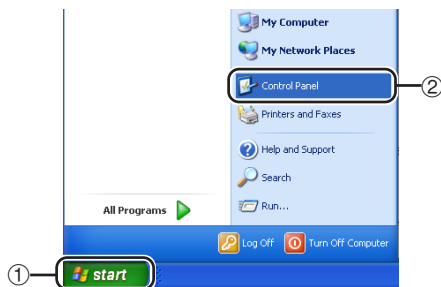 My Computer
My Network Places
Control Panel
②
Printers and Faxes
Help and Support
Search
All Programs
Run...
Log Off
Turn Off Computer
①
start